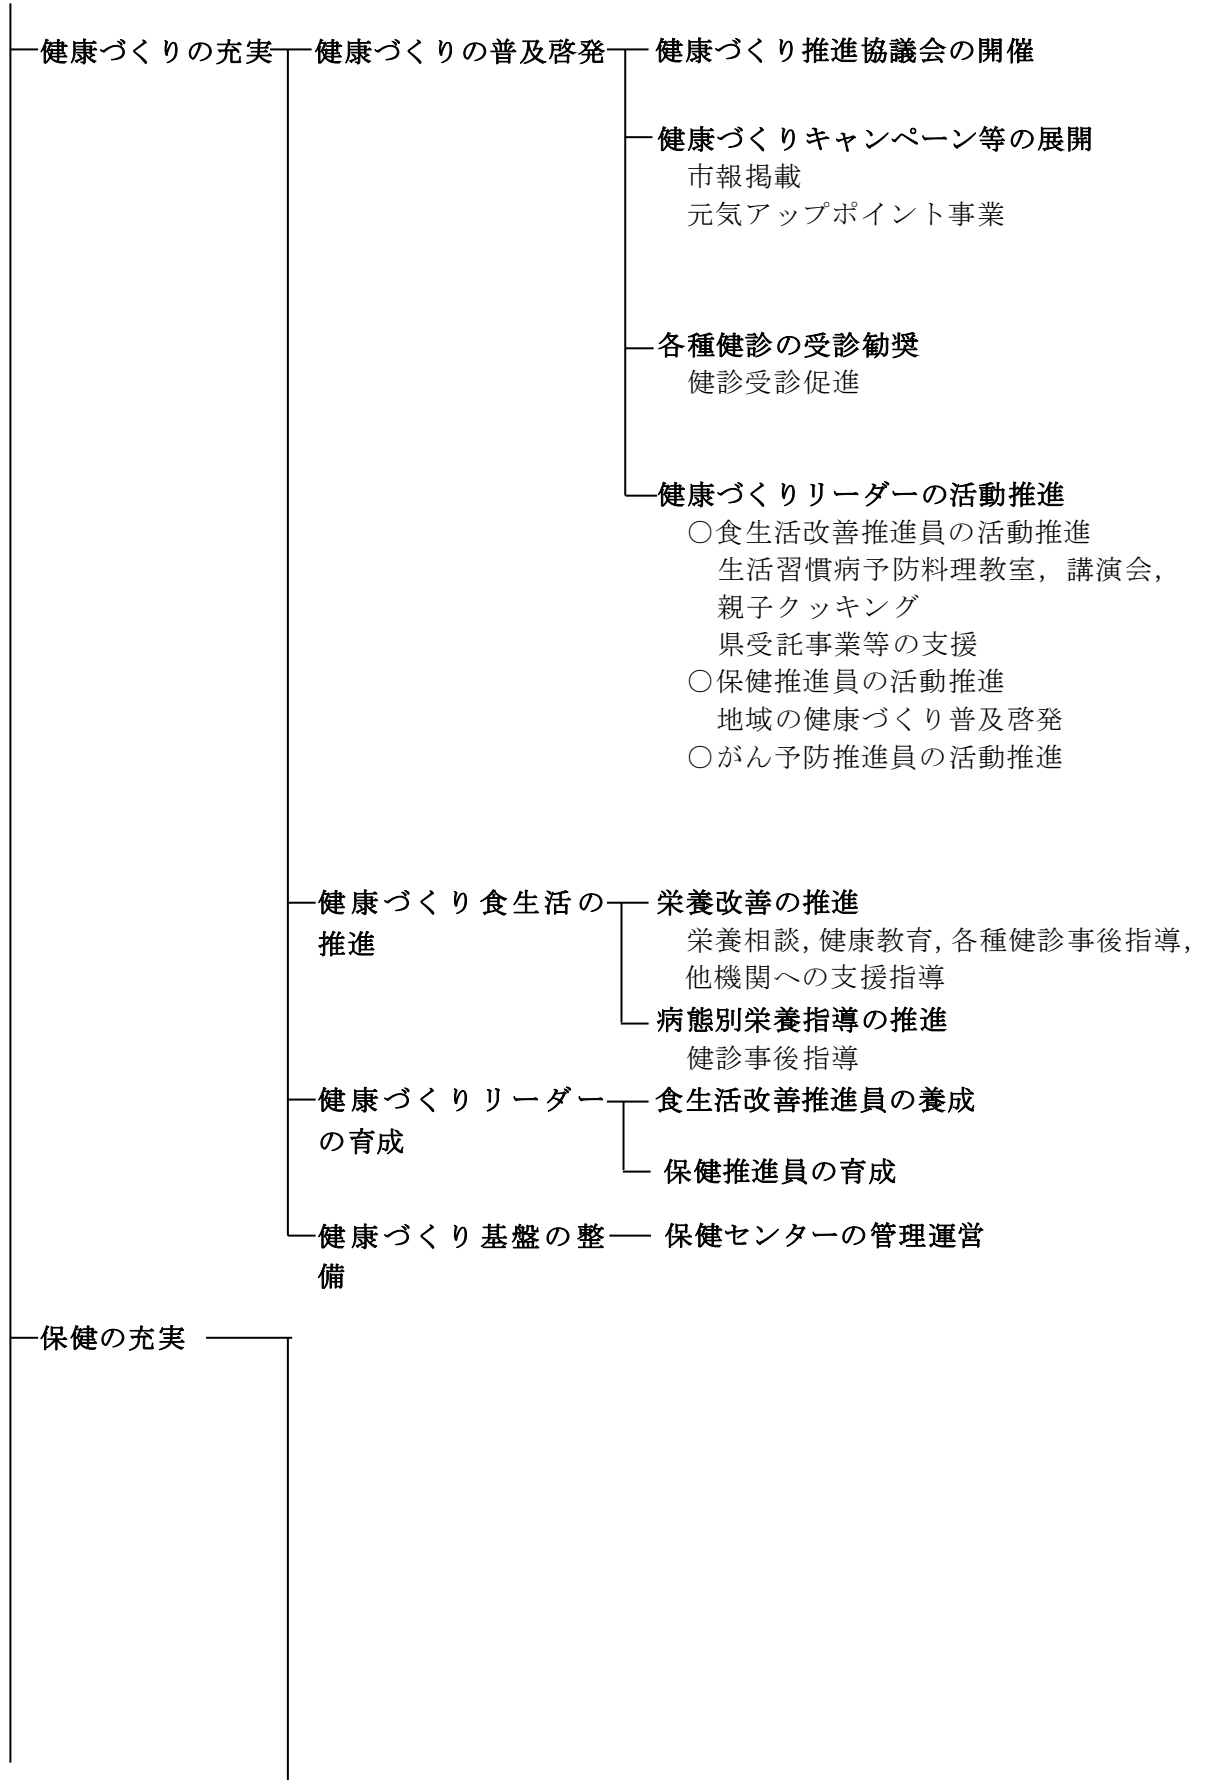 健康づくりの充実 健康づくりの普及啓発 健康づくり推進協議会の開催
健康づくりキャンペーン等の展開
市報掲載
元気アップポイント事業
各種健診の受診勧奨
健診受診促進
健康づくりリーダーの活動推進
○食生活改善推進員の活動推進
生活習慣病予防料理教室，講演会，
親子クッキング
県受託事業等の支援
○保健推進員の活動推進
地域の健康づくり普及啓発
○がん予防推進員の活動推進
健康づくり食生活の
推進
栄養改善の推進
栄養相談，健康教育，各種健診事後指導，
他機関への支援指導
病態別栄養指導の推進
健診事後指導
健康づくりリーダー
の育成
食生活改善推進員の養成
保健推進員の育成
健康づくり基盤の整
備
保健センターの管理運営
保健の充実